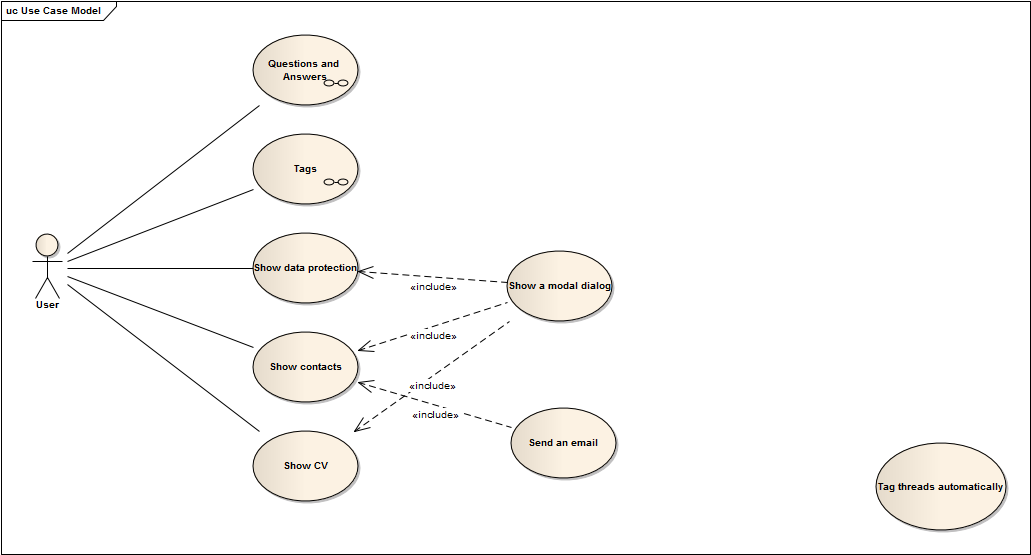 uc Use Case Model
Questions and
Answers
Tags
User
Show data protection
Show a modal dialog
«include»
«include»
Show contacts
«include»
«include»
Send an email
Show CV
Tag threads automatically